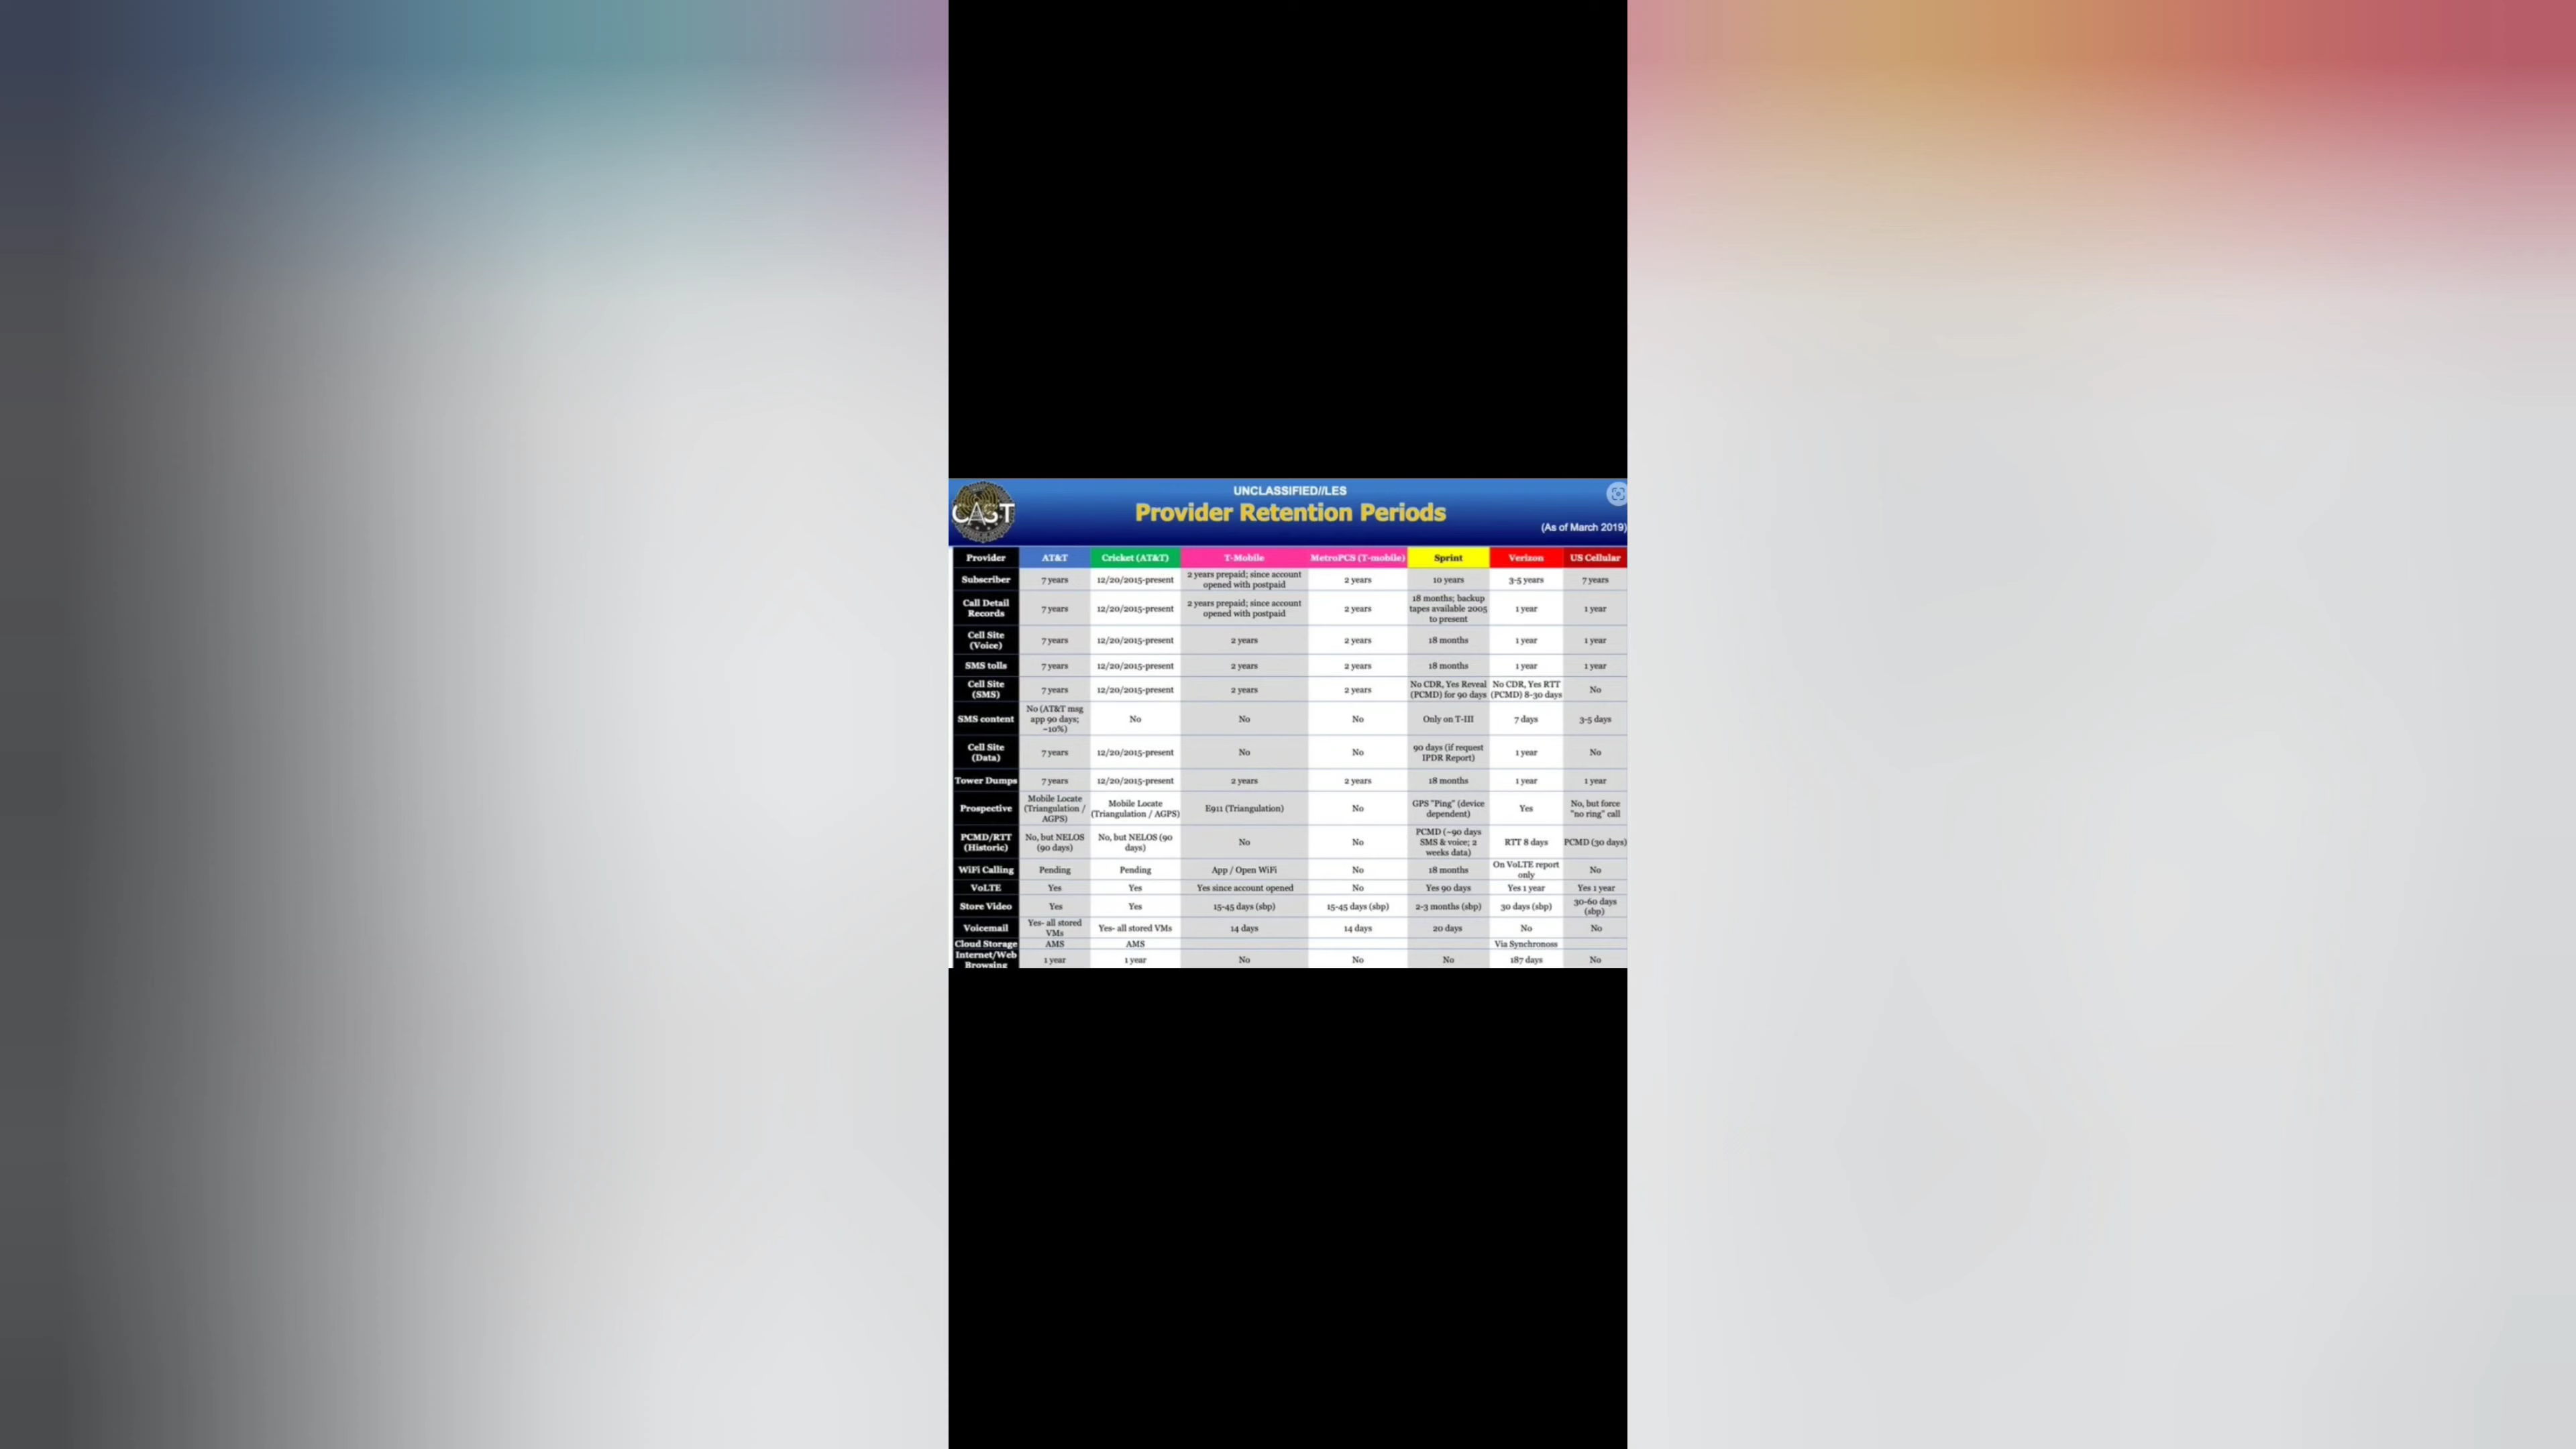 UNCLASSIFIED//LES
CAST
Provider Retention Periods
(As of March 2019)
Provider AT&T Cricket (AT&T) T-Mobile MetroPCS (T-mobile) Sprint Verizon US Cellular
Subscriber 7 years 12/20/2015-present 2 years prepaid; since account opened with postpaid 2 years 10 years 3-5 years 7 years
Call Detail Records 7 years 12/20/2015-present 2 years prepaid; since account opened with postpaid 2 years 18 months; backup tapes available 2005 to present 1 year 1 year
Cell Site (Voice) 7 years 12/20/2015-present 2 years 2 years 18 months 1 year 1 year
SMS tolls 7 years 12/20/2015-present 2 years 2 years 18 months 1 year 1 year
Cell Site (SMS) 7 years 12/20/2015-present 2 years 2 years No CDR, Yes Reveal (PCMD) for 90 days No CDR, Yes RTT (PCMD) 8-30 days No
SMS content No (AT&T msg app 90 days; ~10%) No No No Only on T-III 7 days 3-5 days
Cell Site (Data) 7 years 12/20/2015-present No No 90 days (if request IPDR Report) 1 year No
Tower Dumps 7 years 12/20/2015-present 2 years 2 years 18 months 1 year 1 year
Prospective Mobile Locate (Triangulation / AGPS) Mobile Locate (Triangulation / AGPS) E911 (Triangulation) No GPS "Ping" (device dependent) Yes No, but force "no ring" call
PCMD/RTT (Historic) No, but NELOS (90 days) No, but NELOS (90 days) No No PCMD (~90 days SMS & voice; 2 weeks data) RTT 8 days PCMD (30 days)
WiFi Calling Pending Pending App / Open WiFi No 18 months On VoLTE report only No
VoLTE Yes Yes Yes since account opened No Yes 90 days Yes 1 year Yes 1 year
Store Video Yes Yes 15-45 days (sbp) 15-45 days (sbp) 2-3 months (sbp) 30 days (sbp) 30-60 days (sbp)
Voicemail Yes- all stored VMs Yes- all stored VMs 14 days 14 days 20 days No No
Cloud Storage AMS AMS Via Synchronoss
Internet/Web Browsing 1 year 1 year No No No 187 days No